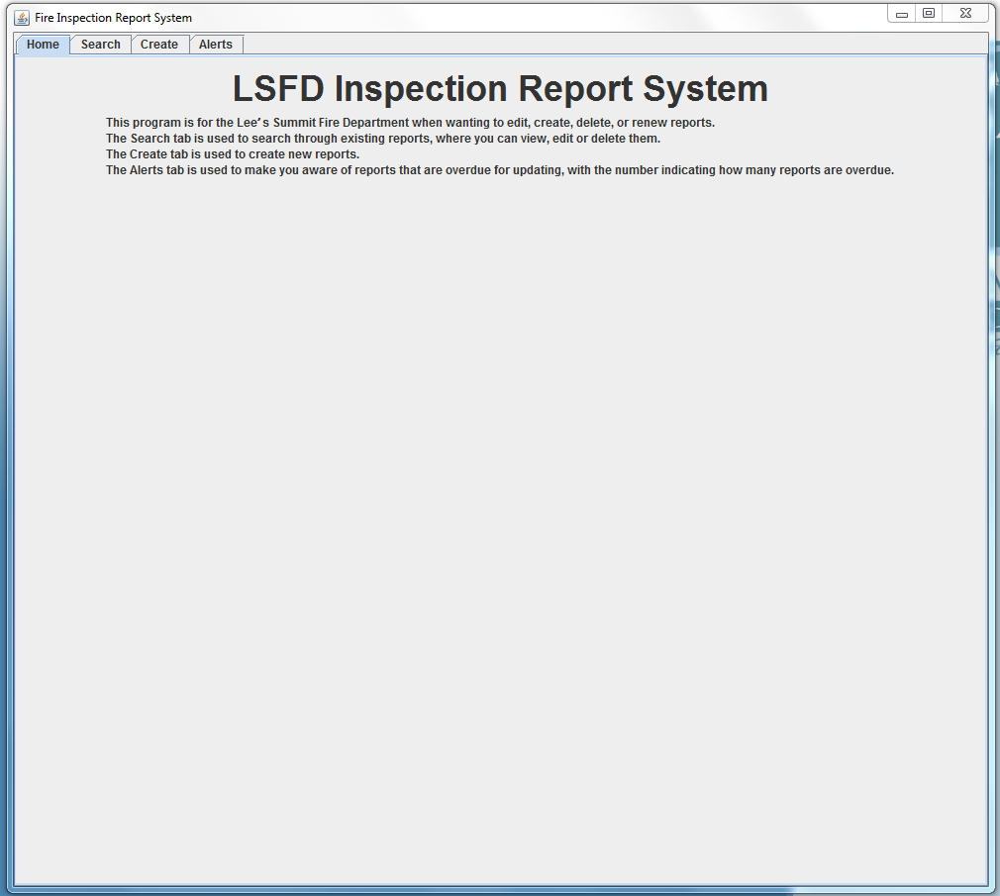 Fire Inspection Report System
Home Search Create Alerts
LSFD Inspection Report System
This program is for the Lee's Summit Fire Department when wanting to edit, create, delete, or renew reports.
The Search tab is used to search through existing reports, where you can view, edit or delete them.
The Create tab is used to create new reports.
The Alerts tab is used to make you aware of reports that are overdue for updating, with the number indicating how many reports are overdue.